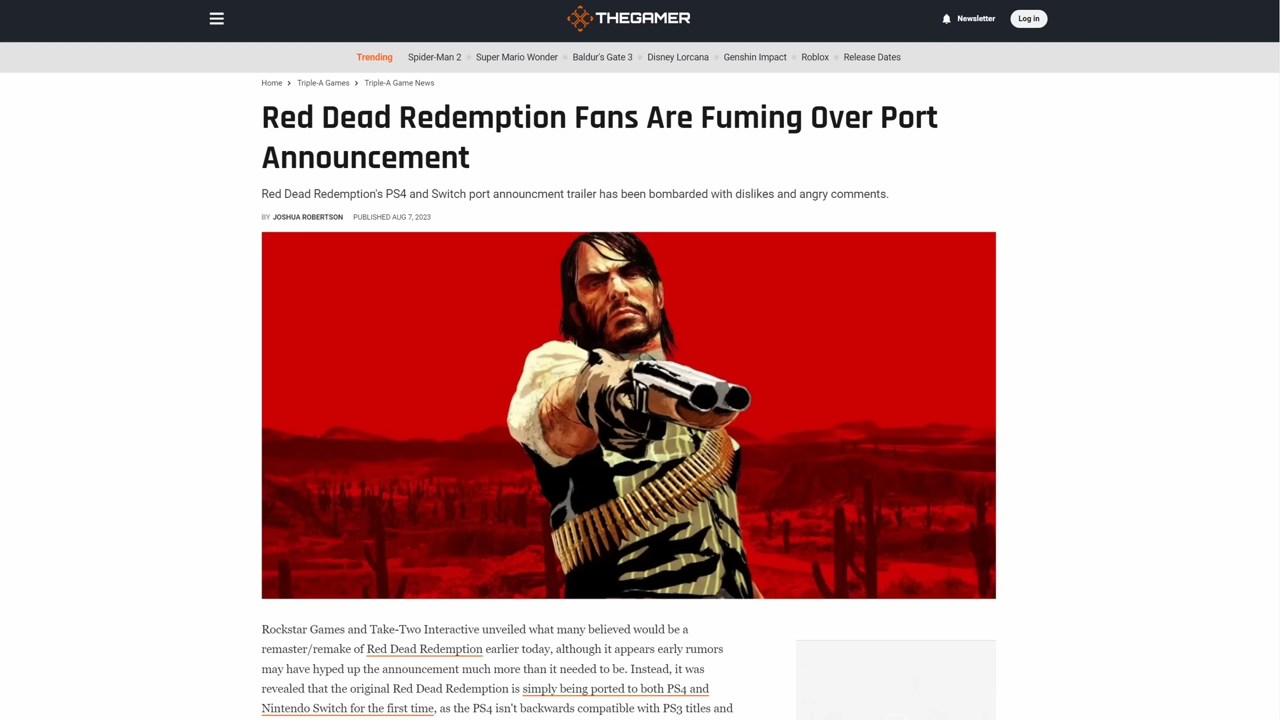 THEGAMER
Newsletter
Log in
Trending Spider-Man 2 Super Mario Wonder Baldur's Gate 3 Disney Lorcana Genshin Impact Roblox Release Dates
Home > Triple-A Games > Triple-A Game News
Red Dead Redemption Fans Are Fuming Over Port
Announcement
Red Dead Redemption's PS4 and Switch port announcment trailer has been bombarded with dislikes and angry comments.
BY JOSHUA ROBERTSON PUBLISHED AUG 7, 2023
Rockstar Games and Take-Two Interactive unveiled what many believed would be a
remaster/remake of Red Dead Redemption earlier today, although it appears early rumors
may have hyped up the announcement much more than it needed to be. Instead, it was
revealed that the original Red Dead Redemption is simply being ported to both PS4 and
Nintendo Switch for the first time, as the PS4 isn't backwards compatible with PS3 titles and